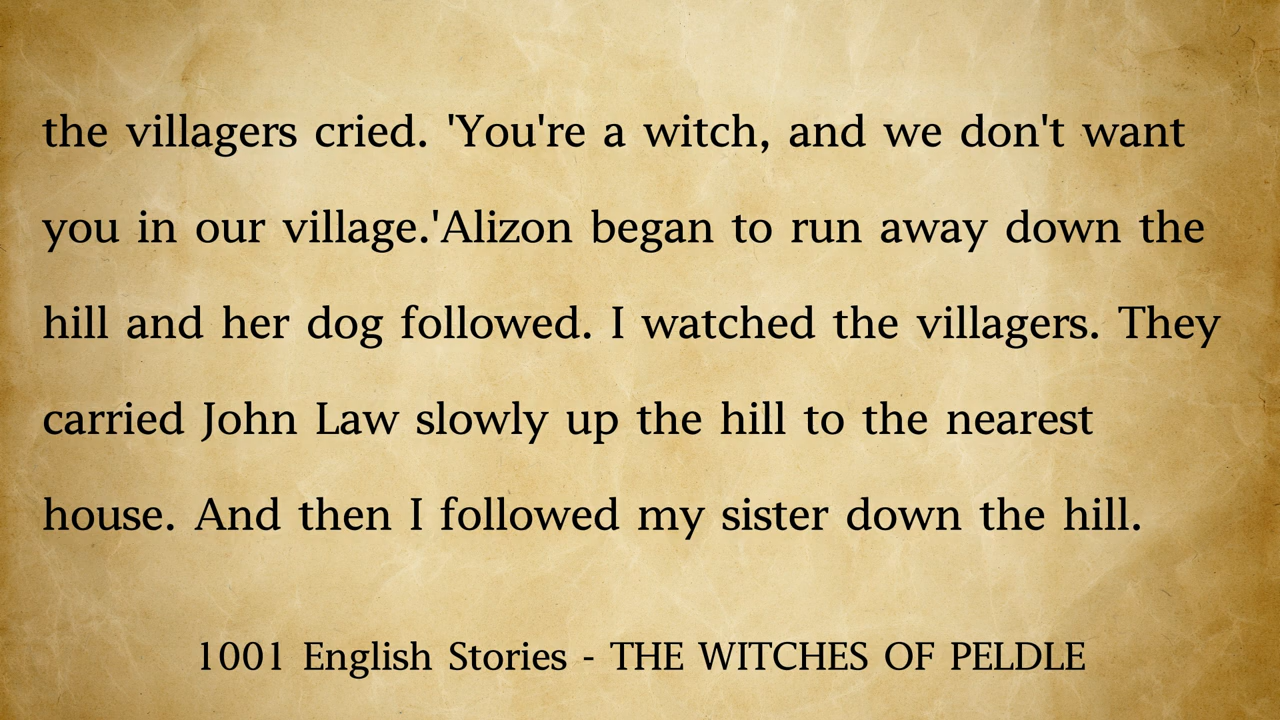 the villagers cried. 'You're a witch, and we don't want
you in our village.'Alizon began to run away down the
hill and her dog followed. I watched the villagers. They
carried John Law slowly up the hill to the nearest
house. And then I followed my sister down the hill.
1001 English Stories - THE WITCHES OF PELDLE